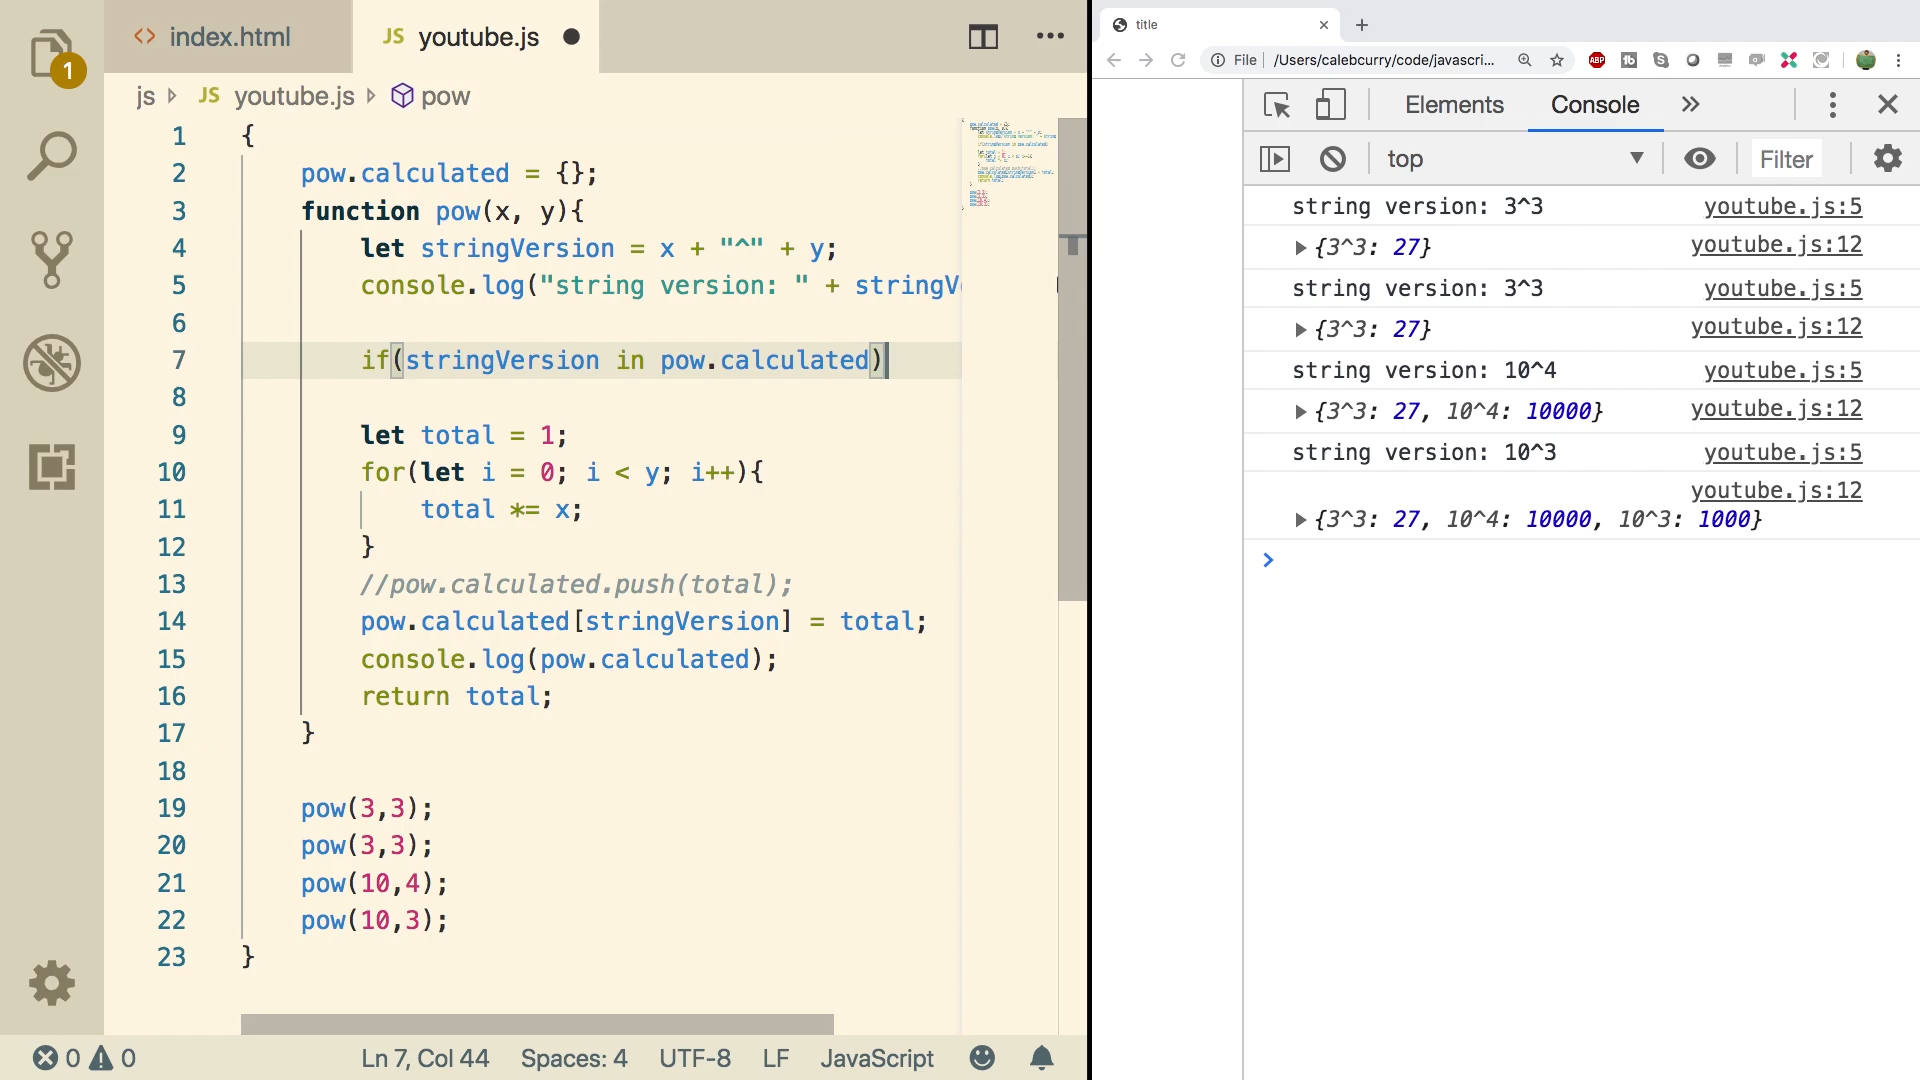 1
index.html
JS youtube.js
js JS youtube.js pow
1 {
2 pow.calculated = {};
3 function pow(x, y){
4 let stringVersion = x + "^" + y;
5 console.log("string version: " + stringV
6
7 if(stringVersion in pow.calculated)
8
9 let total = 1;
10 for(let i = 0; i < y; i++){
11 total *= x;
12 }
13 //pow.calculated.push(total);
14 pow.calculated[stringVersion] = total;
15 console.log(pow.calculated);
16 return total;
17 }
18
19 pow(3,3);
20 pow(3,3);
21 pow(10,4);
22 pow(10,3);
23 }
0 0 Ln 7, Col 44 Spaces: 4 UTF-8 LF JavaScript
title
File /Users/calebcurry/code/javascri... ABP
Elements Console
top Filter
string version: 3^3 youtube.js:5
{3^3: 27} youtube.js:12
string version: 3^3 youtube.js:5
{3^3: 27} youtube.js:12
string version: 10^4 youtube.js:5
{3^3: 27, 10^4: 10000} youtube.js:12
string version: 10^3 youtube.js:5
youtube.js:12
{3^3: 27, 10^4: 10000, 10^3: 1000}